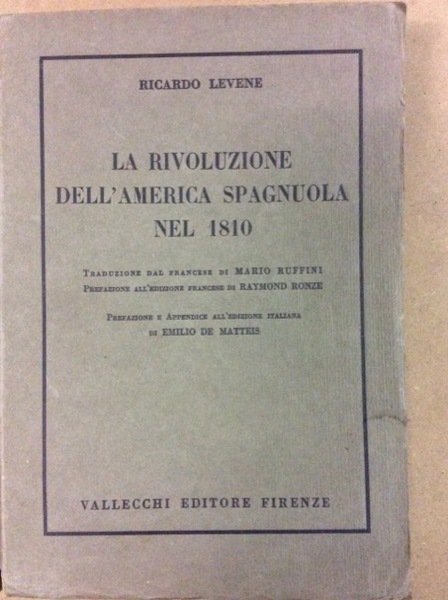 RICARDO LEVENE
LA RIVOLUZIONE
DELL'AMERICA SPAGNUOLA
NEL 1810
TRADUZIONE DAL FRANCESE DI MARIO RUFFINI
PREFAZIONE ALL'EDIZIONE FRANCESE DI RAYMOND RONZE
PREFAZIONE E APPENDICE ALL'EDIZIONE ITALIANA
DI EMILIO DE MATTEIS
VALLECCHI EDITORE FIRENZE